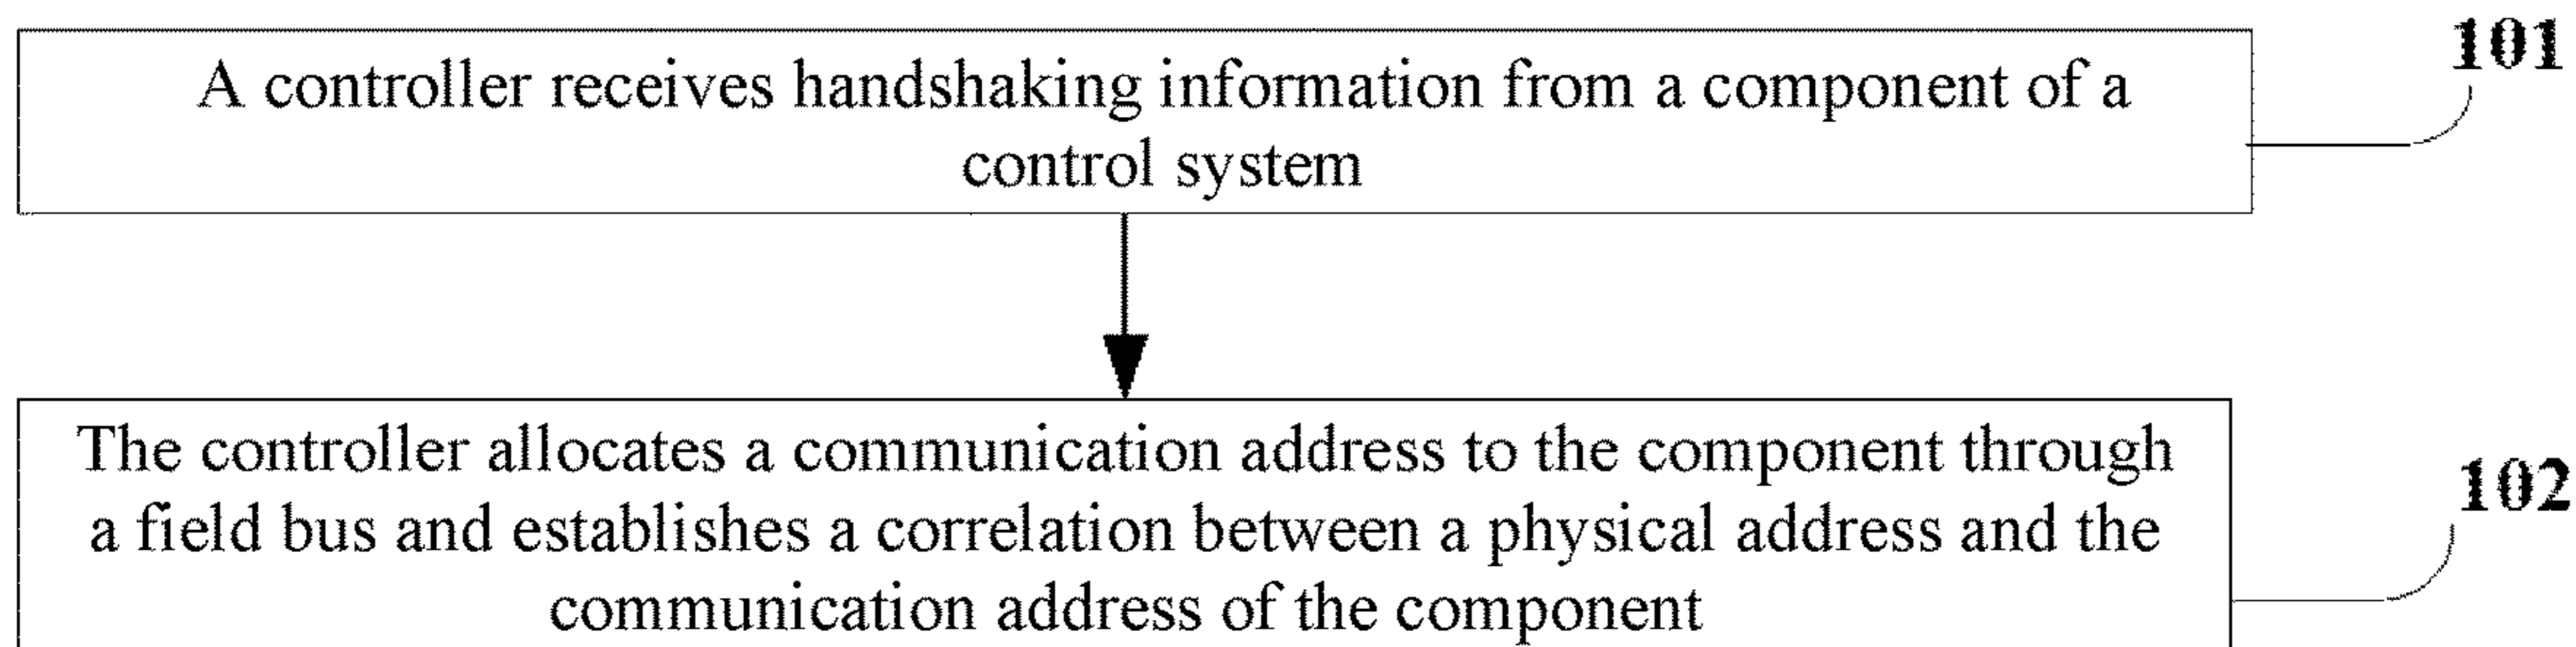 101
A controller receives handshaking information from a component of a
control system
The controller allocates a communication address to the component through
102
a field bus and establishes a correlation between a physical address and the
communication address of the component